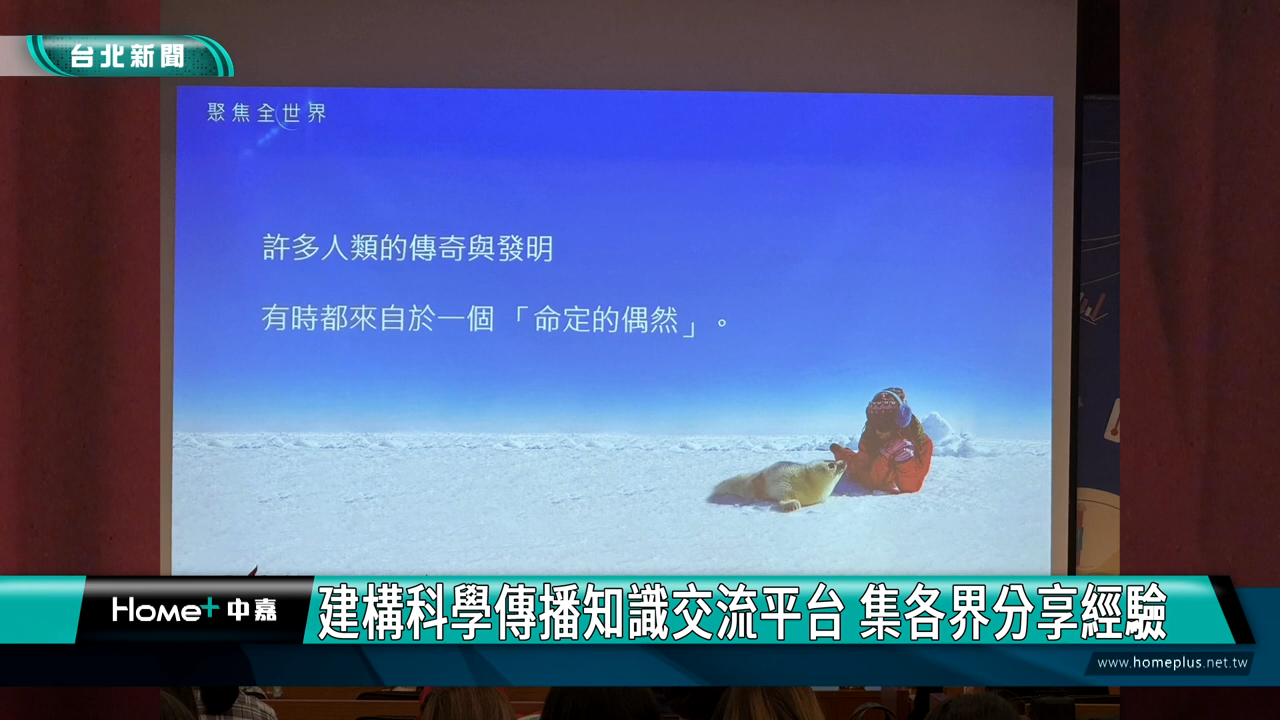 台北新聞
聚焦全世界
許多人類的傳奇與發明
有時都來自於一個「命定的偶然」。
Home+中嘉
建構科學傳播知識交流平台 集各界分享經驗
www.homeplus.net.tw